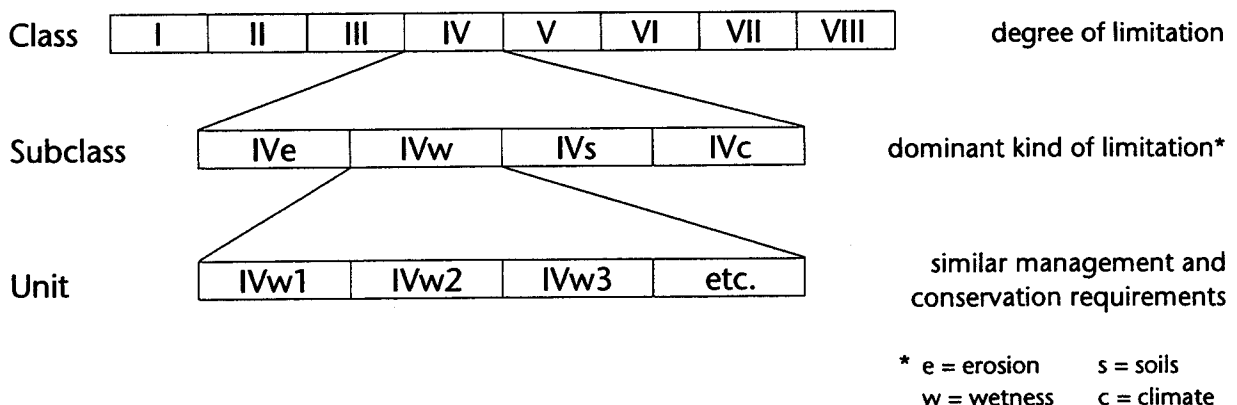 Class I II III IV V VI VII VIII degree of limitation
Subclass IVe IVw IVs IVc dominant kind of limitation*
Unit IVw1 IVw2 IVw3 etc. similar management and
conservation requirements
* e = erosion s = soils
w = wetness c = climate